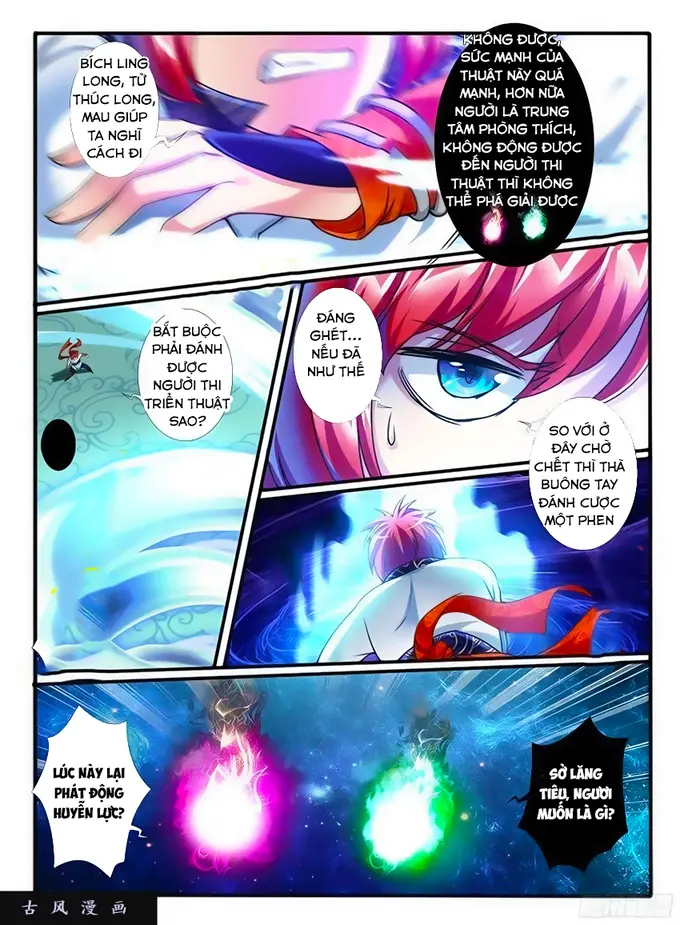 BÍCH LING
LONG, TỬ
THÚC LONG,
MAU GIÚP
TA NGHĨ
CÁCH ĐI
KHÔNG ĐƯỢC,
SỨC MẠNH CỦA
THUẬT NÀY QUÁ
MẠNH, HƠN NỮA
NGƯỜI LÀ TRUNG
TÂM PHÓNG THÍCH,
KHÔNG ĐỘNG ĐƯỢC
ĐẾN NGƯỜI THI
THUẬT THÌ KHÔNG
THỂ PHÁ GIẢI ĐƯỢC
BẮT BUỘC
PHẢI ĐÁNH
ĐƯỢC
NGƯỜI THI
TRIỂN THUẬT
SAO?
ĐÁNG
GHÉT...
NẾU ĐÃ
NHƯ THẾ
SO VỚI Ở
ĐÂY CHỜ
CHẾT THÌ THÀ
BUÔNG TAY
ĐÁNH CƯỢC
MỘT PHEN
LÚC NÀY LẠI
PHÁT ĐỘNG
HUYỄN LỰC?
SỞ LĂNG
TIÊU, NGƯƠI
MUỐN LÀ GÌ?
古风漫画